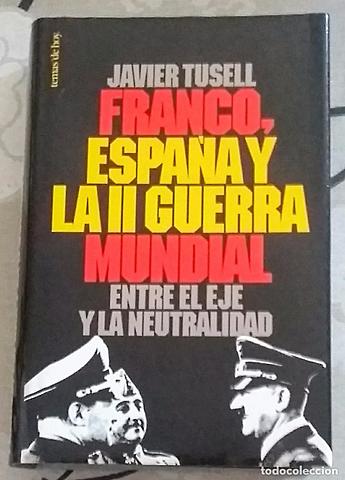 temas de hoy.
JAVIER TUSELL
FRANCO,
ESPAÑA Y
LA II GUERRA
MUNDIAL
ENTRE EL EJE
Y LA NEUTRALIDAD
todocoleccion